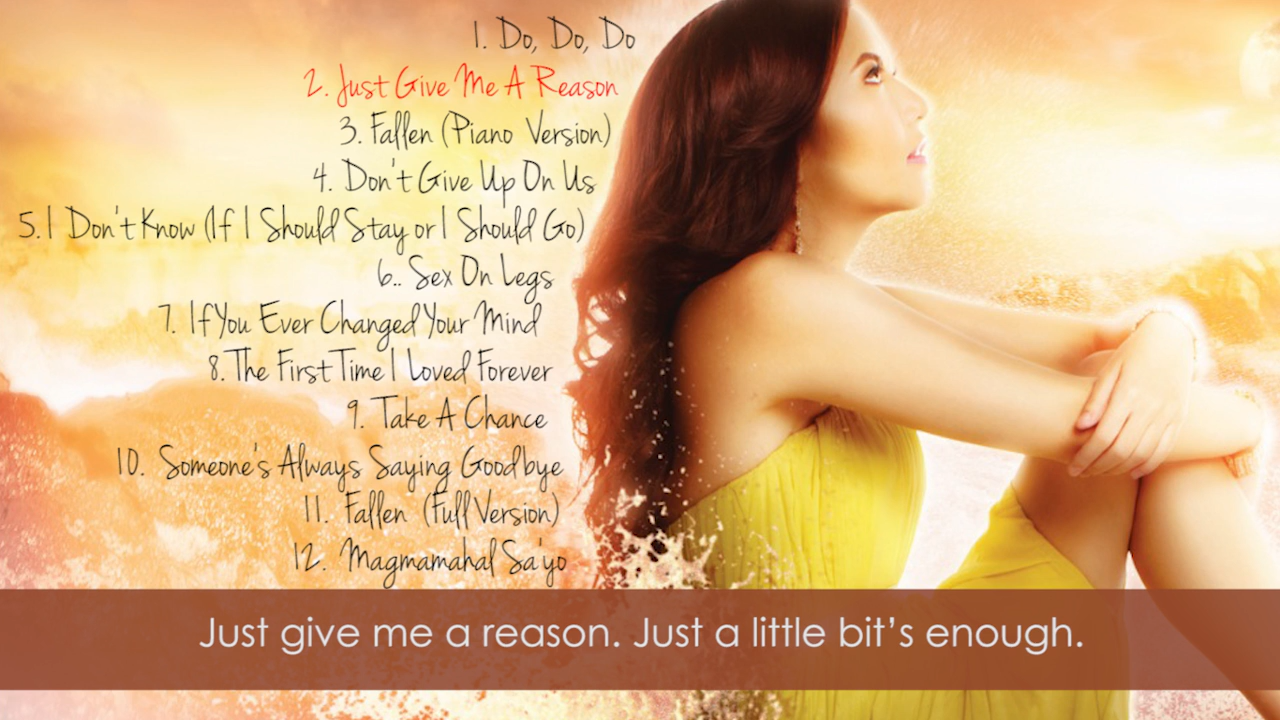 1. Do, Do, Do
2. Just Give Me A Reason
3. Fallen (Piano Version)
4. Don't Give Up On Us
5. I Don't Know (If I Should Stay or I Should Go)
6.. Sex On Legs
7. If You Ever Changed Your Mind
8. The First Time I Loved Forever
9. Take A Chance
10. Someone's Always Saying Goodbye
11. Fallen (Full Version)
12. Magmamahal Sa'yo
Just give me a reason. Just a little bit’s enough.